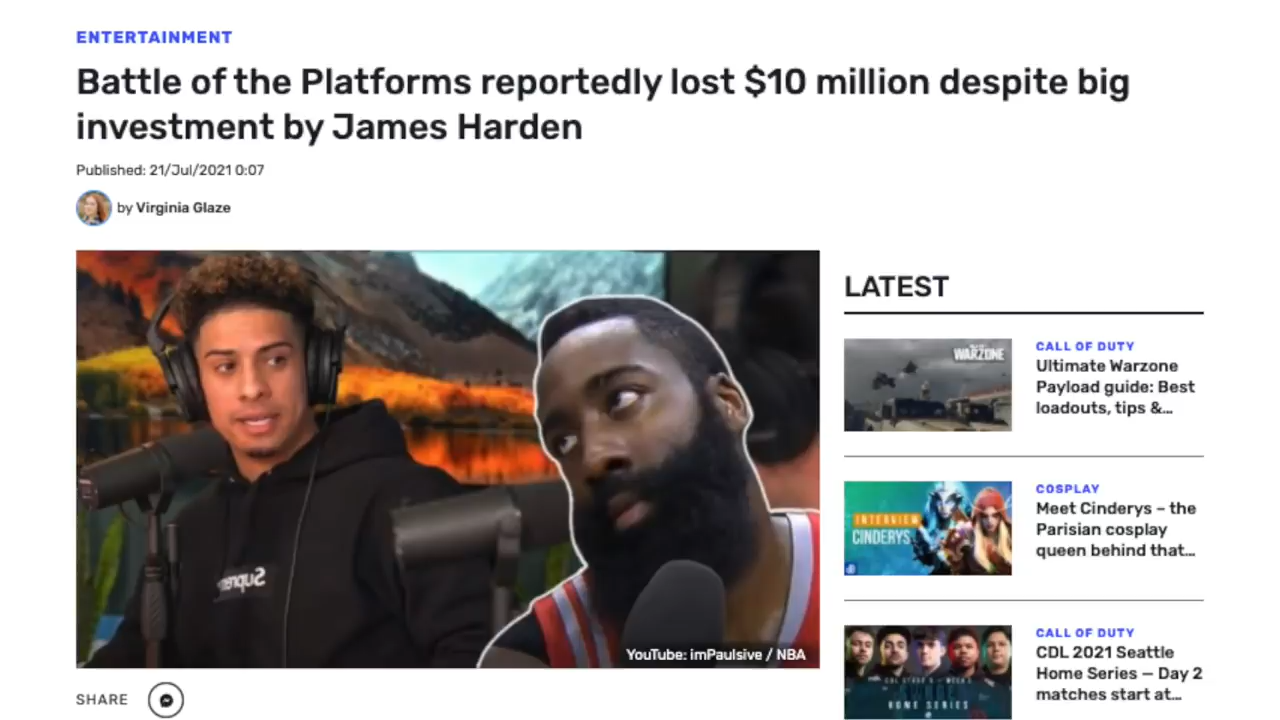 ENTERTAINMENT
Battle of the Platforms reportedly lost $10 million despite big
investment by James Harden
Published: 21/Jul/2021 0:07
by Virginia Glaze
Supreme
YouTube: imPaulsive / NBA
SHARE
LATEST
WARZONE
CALL OF DUTY
Ultimate Warzone
Payload guide: Best
loadouts, tips &...
INTERVIEW
CINDERYS
COSPLAY
Meet Cinderys – the
Parisian cosplay
queen behind that...
HOME SERIES
CALL OF DUTY
CDL 2021 Seattle
Home Series – Day 2
matches start at...